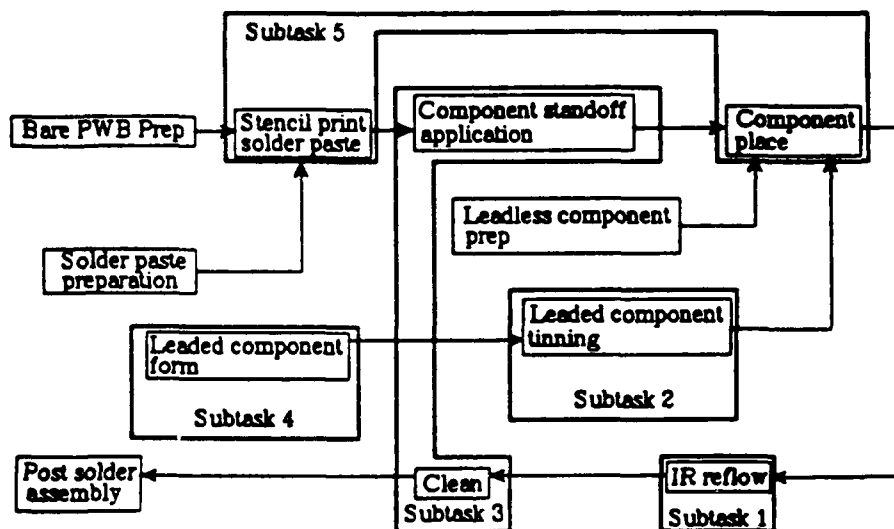 Subtask 5
Bare PWB Prep
Stencil print
solder paste
Component standoff
application
Component
place
Leadless component
prep
Solder paste
preparation
Leaded component
form
Subtask 4
Leaded component
tinning
Subtask 2
Post solder
assembly
Clean
Subtask 3
IR reflow
Subtask 1